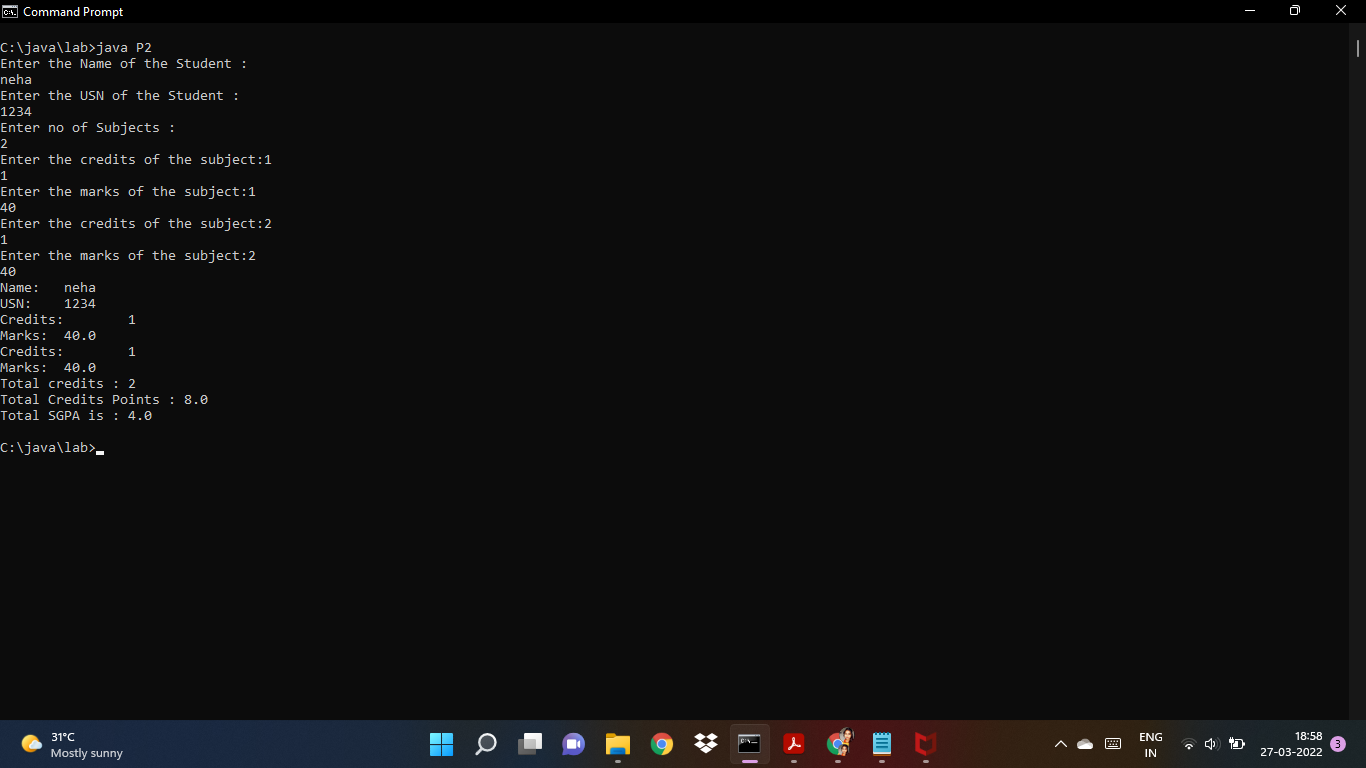 Command Prompt
C:\java\lab>java P2
Enter the Name of the Student :
neha
Enter the USN of the Student :
1234
Enter no of Subjects :
2
Enter the credits of the subject:1
1
Enter the marks of the subject:1
40
Enter the credits of the subject:2
1
Enter the marks of the subject:2
40
Name:   neha
USN:    1234
Credits:        1
Marks:  40.0
Credits:        1
Marks:  40.0
Total credits : 2
Total Credits Points : 8.0
Total SGPA is : 4.0
C:\java\lab>
31°C
Mostly sunny
ENG
IN
18:58
27-03-2022
3